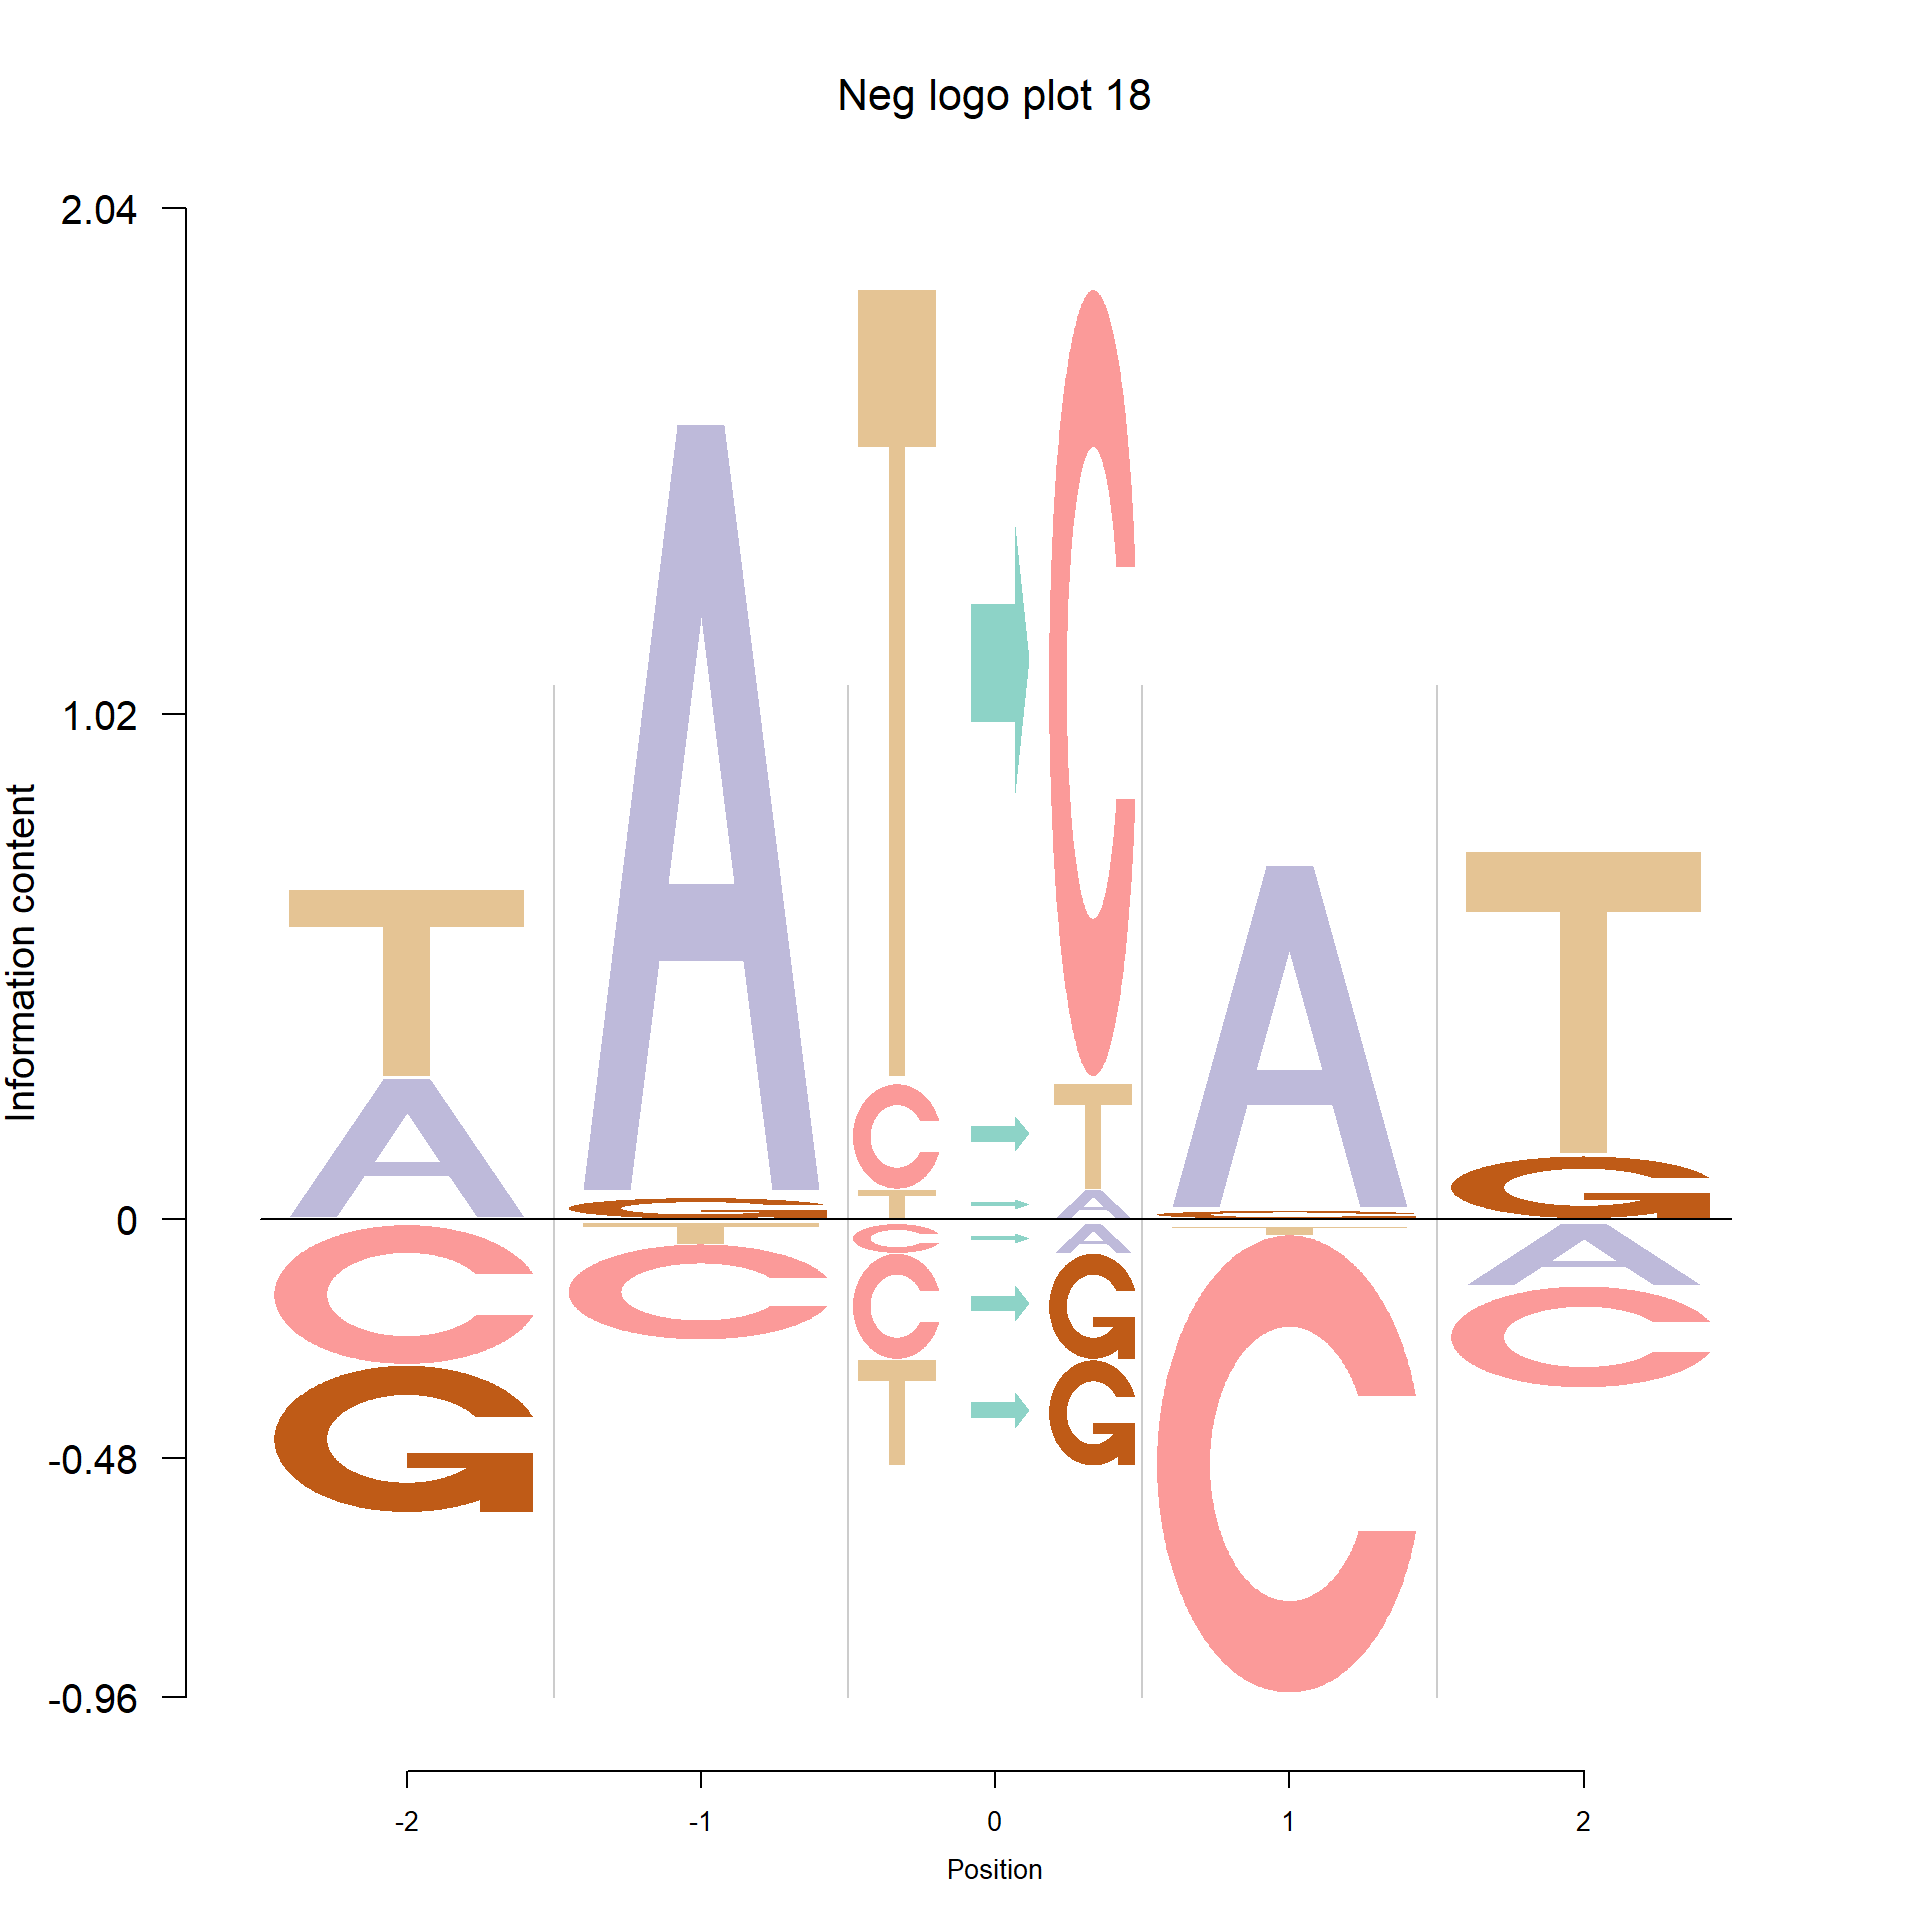 Neg logo plot 18
2.04
1.02
0
-0.48
-0.96
Information content
T A C G
A G T C
T C
C T
T A
C A
C G
T G
A C T C
T G A C
-2 -1 0 1 2
Position